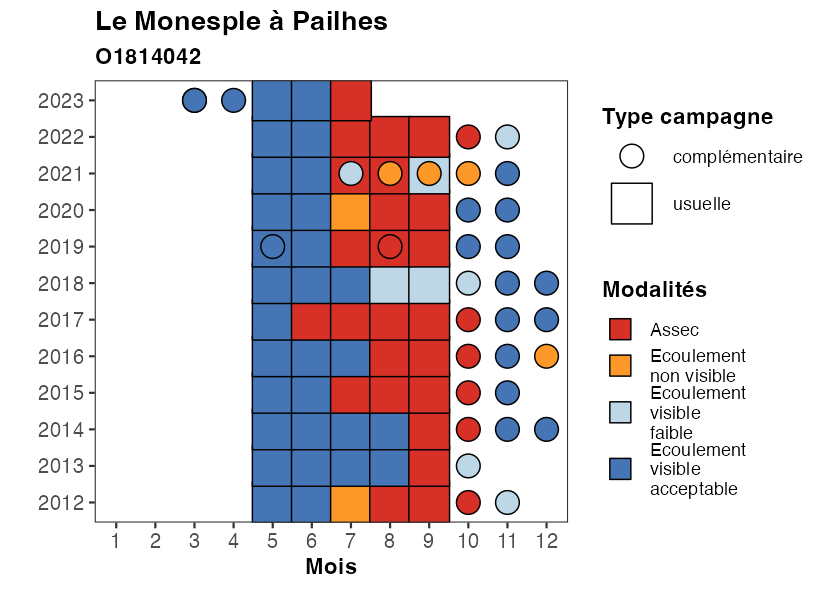 Le Monesple à Pailhes
O1814042
2023
2022
2021
2020
2019
2018
2017
2016
2015
2014
2013
2012
1 2 3 4 5 6 7 8 9 10 11 12
Mois
Type campagne
complémentaire
usuelle
Modalités
Assec
Ecoulement
non visible
Ecoulement
visible
faible
Ecoulement
visible
acceptable